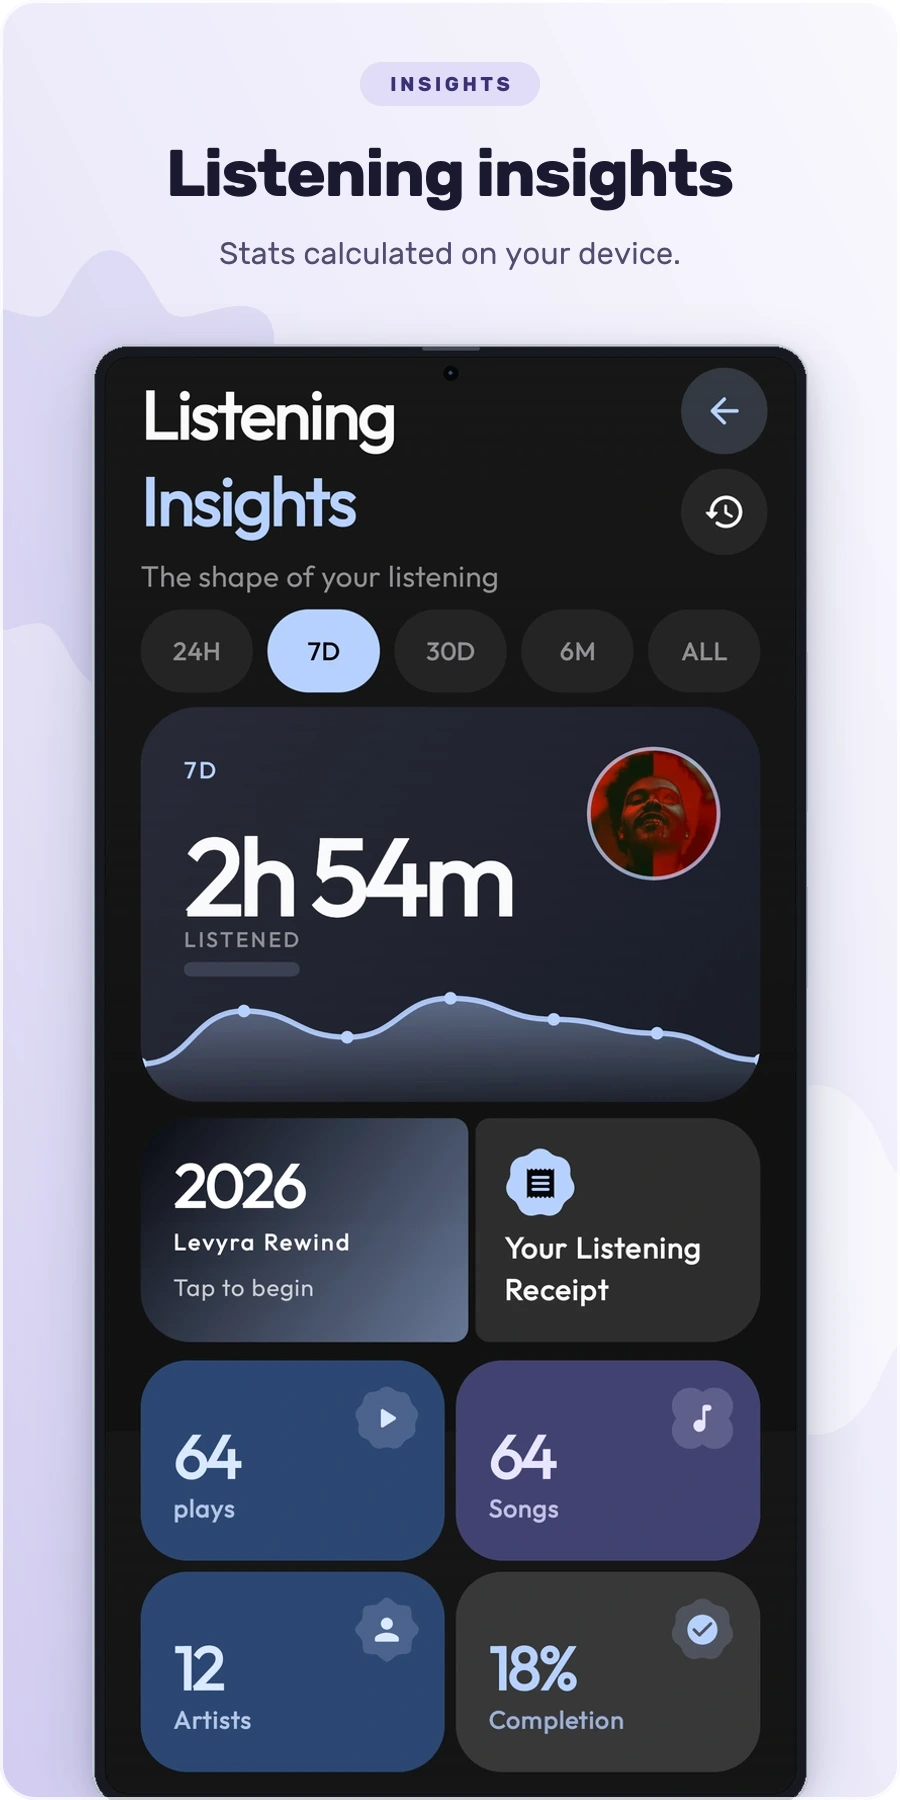 INSIGHTS
Listening insights
Stats calculated on your device.
Listening
Insights
The shape of your listening
24H 7D 30D 6M ALL
7D
2h 54m
LISTENED
2026
Levyra Rewind
Tap to begin
Your Listening
Receipt
64
plays
64
Songs
12
Artists
18%
Completion